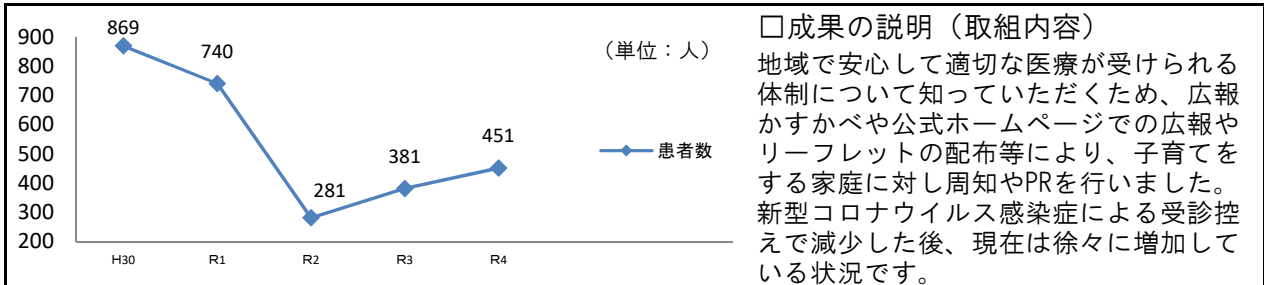 900
800
700
600
500
400
300
200
869
740
281
381
451
(単位:人)
患者数
H30
R1
R2
R3
R4
□成果の説明(取組内容)
地域で安心して適切な医療が受けられる
体制について知っていただくため、広報
かすかべや公式ホームページでの広報や
リーフレットの配布等により、子育てを
する家庭に対し周知やPRを行いました。
新型コロナウイルス感染症による受診控
えで減少した後、現在は徐々に増加して
いる状況です。